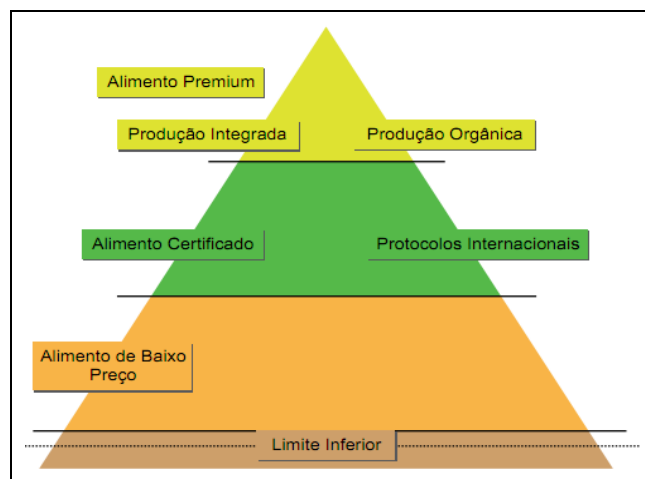 Alimento Premium
Produção Integrada
Produção Orgânica
Alimento Certificado
Protocolos Internacionais
Alimento de Baixo
Preço
Limite Inferior